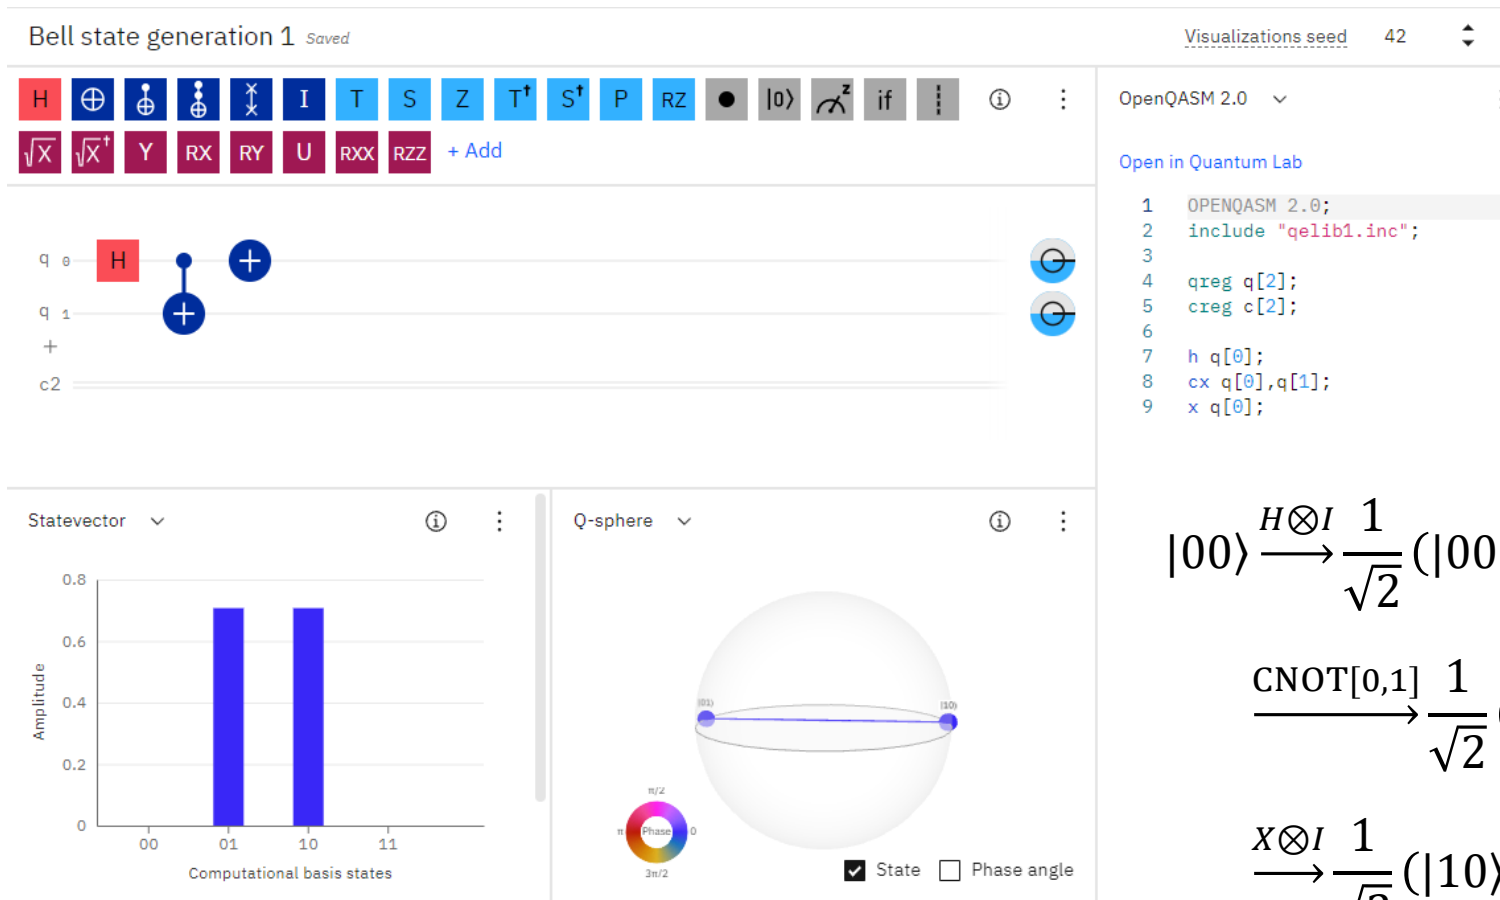 Bell state generation 1 Saved
Visualizations seed 42
H T S Z T† S† P RZ |0⟩ z if
I
√X √X† Y RX RY U RXX RZZ + Add
OpenQASM 2.0
Open in Quantum Lab
1 OPENQASM 2.0;
2 include "qelib1.inc";
3
4 qreg q[2];
5 creg c[2];
6
7 h q[0];
8 cx q[0],q[1];
9 x q[0];
q 0 H
q 1
+
c2
Statevector
Amplitude
0.8
0.6
0.4
0.2
0
00 01 10 11
Computational basis states
Q-sphere
|01⟩ |10⟩
π/2
π Phase 0
3π/2
State Phase angle
|00⟩ H⊗I 1/√2 (|00
CNOT[0,1] 1/√2 (
X⊗I 1/√2 (|10⟩